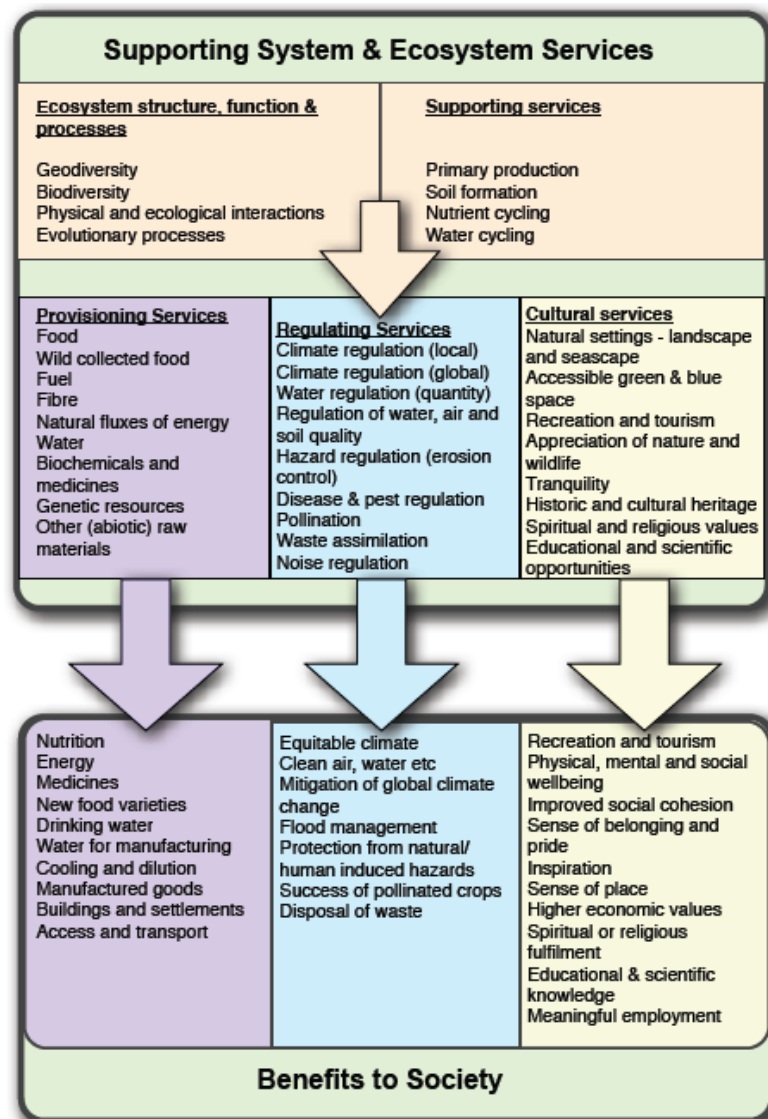 Supporting System & Ecosystem Services
Ecosystem structure, function &
processes
Geodiversity
Biodiversity
Physical and ecological interactions
Evolutionary processes
Supporting services
Primary production
Soil formation
Nutrient cycling
Water cycling
Provisioning Services
Food
Wild collected food
Fuel
Fibre
Natural fluxes of energy
Water
Biochemicals and
medicines
Genetic resources
Other (abiotic) raw
materials
Regulating Services
Climate regulation (local)
Climate regulation (global)
Water regulation (quantity)
Regulation of water, air and
soil quality
Hazard regulation (erosion
control)
Disease & pest regulation
Pollination
Waste assimilation
Noise regulation
Cultural services
Natural settings - landscape
and seascape
Accessible green & blue
space
Recreation and tourism
Appreciation of nature and
wildlife
Tranquility
Historic and cultural heritage
Spiritual and religious values
Educational and scientific
opportunities
Nutrition
Energy
Medicines
New food varieties
Drinking water
Water for manufacturing
Cooling and dilution
Manufactured goods
Buildings and settlements
Access and transport
Equitable climate
Clean air, water etc
Mitigation of global climate
change
Flood management
Protection from natural/
human induced hazards
Success of pollinated crops
Disposal of waste
Recreation and tourism
Physical, mental and social
wellbeing
Improved social cohesion
Sense of belonging and
pride
Inspiration
Sense of place
Higher economic values
Spiritual or religious
fulfilment
Educational & scientific
knowledge
Meaningful employment
Benefits to Society